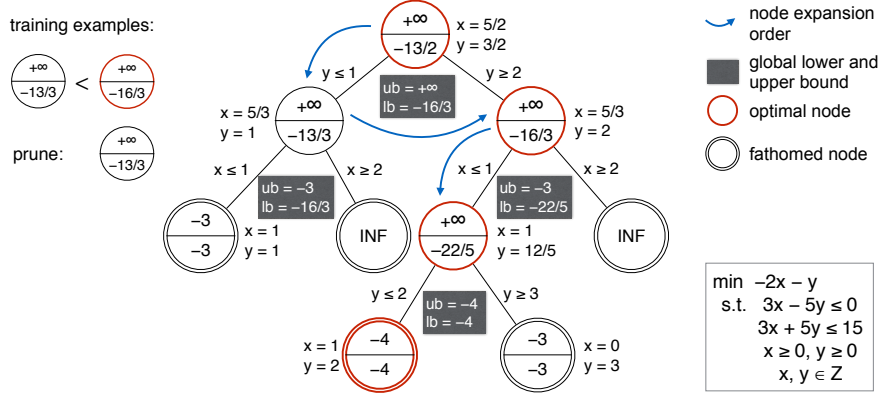 training examples:
+∞
−13/3
<
+∞
−16/3
prune:
+∞
−13/3
+∞
−13/2
x = 5/2
y = 3/2
y ≤ 1
y ≥ 2
ub = +∞
lb = −16/3
x = 5/3
y = 1
+∞
−13/3
+∞
−16/3
x = 5/3
y = 2
x ≤ 1
x ≥ 2
ub = −3
lb = −16/3
x ≤ 1
x ≥ 2
ub = −3
lb = −22/5
−3
−3
x = 1
y = 1
INF
+∞
−22/5
x = 1
y = 12/5
INF
y ≤ 2
y ≥ 3
ub = −4
lb = −4
x = 1
y = 2
−4
−4
−3
−3
x = 0
y = 3
node expansion
order
global lower and
upper bound
optimal node
fathomed node
min −2x − y
s.t. 3x − 5y ≤ 0
3x + 5y ≤ 15
x ≥ 0, y ≥ 0
x, y ∈ Z